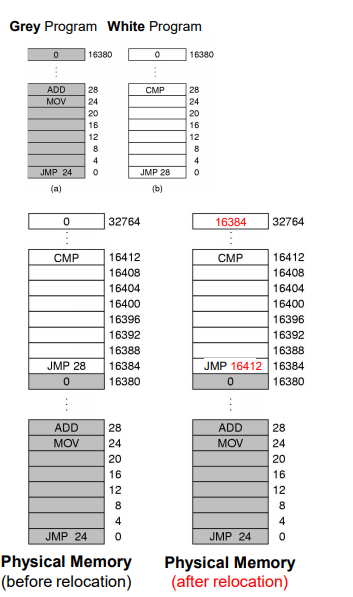 Grey Program White Program
0 16380 0 16380
⋮ ⋮
ADD 28 CMP 28
MOV 24 24
20 20
16 16
12 12
8 8
4 4
JMP 24 0 JMP 28 0
(a) (b)
0 32764 16384 32764
⋮ ⋮
CMP 16412 CMP 16412
16408 16408
16404 16404
16400 16400
16396 16396
16392 16392
16388 16388
JMP 28 16384 JMP 16412 16384
0 16380 0 16380
⋮ ⋮
ADD 28 ADD 28
MOV 24 MOV 24
20 20
16 16
12 12
8 8
4 4
JMP 24 0 JMP 24 0
Physical Memory Physical Memory
(before relocation) (after relocation)